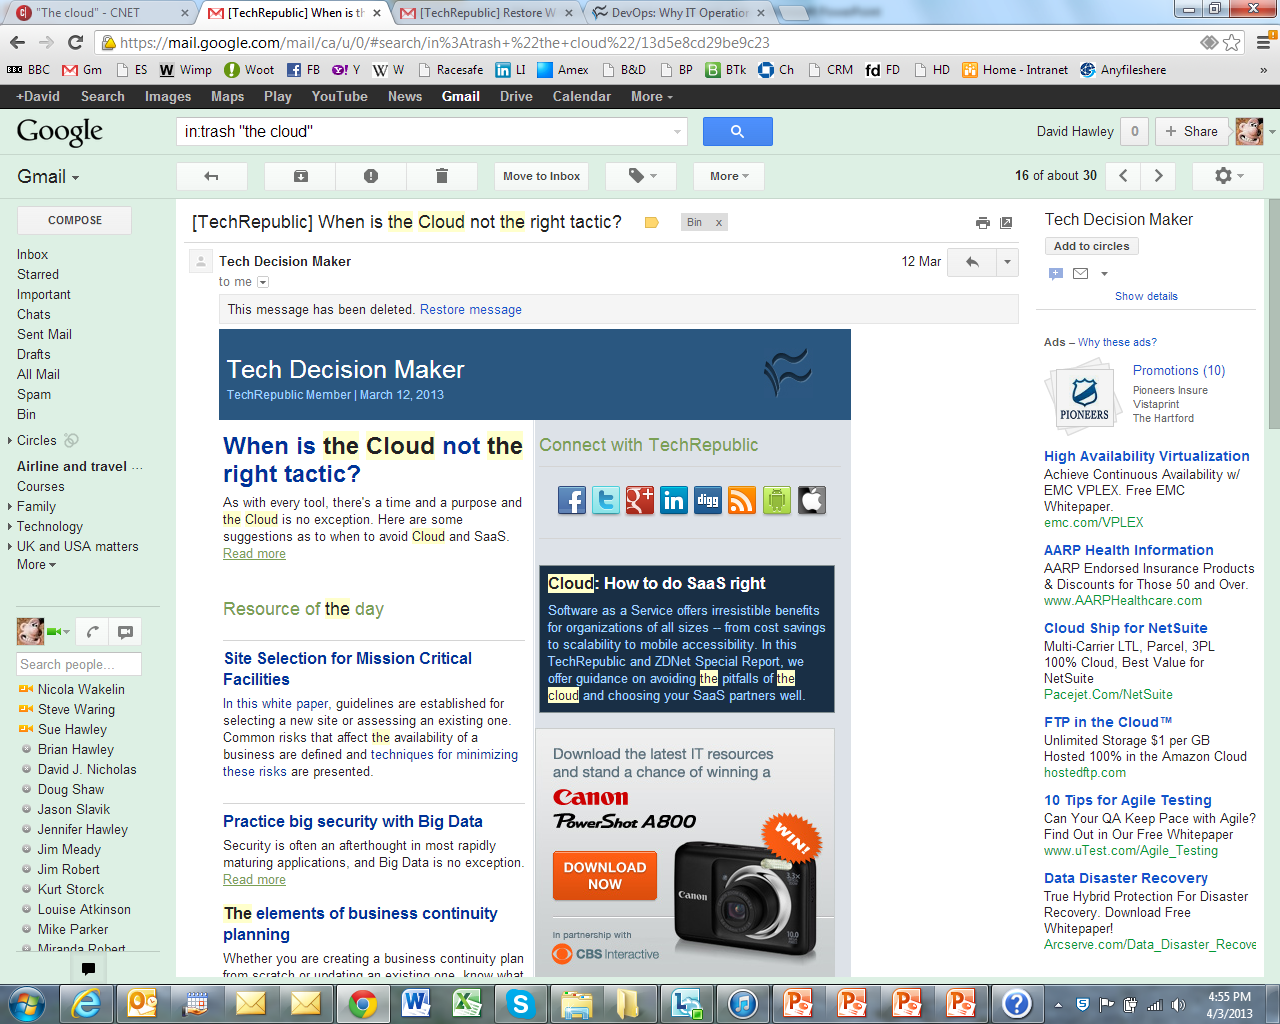 "The cloud" - CNET
[TechRepublic] When is th
[TechRepublic] Restore W
DevOps: Why IT Operation
https://mail.google.com/mail/ca/u/0/#search/in%3Atrash+%22the+cloud%22/13d5e8cd29be9c23
BBC Gm ES Wimp Woot FB Y W Racesafe LI Amex B&D BP BTk Ch CRM FD HD Home - Intranet Anyfileshere »
+David Search Images Maps Play YouTube News Gmail Drive Calendar More
Google
in:trash "the cloud"
David Hawley 0 + Share
Gmail
Move to Inbox
More
16 of about 30
COMPOSE
Inbox
Starred
Important
Chats
Sent Mail
Drafts
All Mail
Spam
Bin
Circles
Airline and travel ...
Courses
Family
Technology
UK and USA matters
More
Search people...
Nicola Wakelin
Steve Waring
Sue Hawley
Brian Hawley
David J. Nicholas
Doug Shaw
Jason Slavik
Jennifer Hawley
Jim Meady
Jim Robert
Kurt Storck
Louise Atkinson
Mike Parker
Miranda Robert
[TechRepublic] When is the Cloud not the right tactic?
Bin x
Tech Decision Maker
12 Mar
to me
This message has been deleted. Restore message
Tech Decision Maker
TechRepublic Member | March 12, 2013
When is the Cloud not the
right tactic?
As with every tool, there's a time and a purpose and
the Cloud is no exception. Here are some
suggestions as to when to avoid Cloud and SaaS.
Read more
Resource of the day
Site Selection for Mission Critical
Facilities
In this white paper, guidelines are established for
selecting a new site or assessing an existing one.
Common risks that affect the availability of a
business are defined and techniques for minimizing
these risks are presented.
Practice big security with Big Data
Security is often an afterthought in most rapidly
maturing applications, and Big Data is no exception.
Read more
The elements of business continuity
planning
Whether you are creating a business continuity plan
from scratch or updating an existing one, know what
Connect with TechRepublic
digg
Cloud: How to do SaaS right
Software as a Service offers irresistible benefits
for organizations of all sizes -- from cost savings
to scalability to mobile accessibility. In this
TechRepublic and ZDNet Special Report, we
offer guidance on avoiding the pitfalls of the
cloud and choosing your SaaS partners well.
Download the latest IT resources
and stand a chance of winning a
Canon
PowerShot A800
WIN!
DOWNLOAD
NOW
Canon
In partnership with
CBS Interactive
Tech Decision Maker
Add to circles
Show details
Ads – Why these ads?
PIONEERS
Promotions (10)
Pioneers Insure
Vistaprint
The Hartford
High Availability Virtualization
Achieve Continuous Availability w/
EMC VPLEX. Free EMC
Whitepaper.
emc.com/VPLEX
AARP Health Information
AARP Endorsed Insurance Products
& Discounts for Those 50 and Over.
www.AARPHealthcare.com
Cloud Ship for NetSuite
Multi-Carrier LTL, Parcel, 3PL
100% Cloud, Best Value for
NetSuite
Pacejet.Com/NetSuite
FTP in the Cloud™
Unlimited Storage $1 per GB
Hosted 100% in the Amazon Cloud
hostedftp.com
10 Tips for Agile Testing
Can Your QA Keep Pace with Agile?
Find Out in Our Free Whitepaper
www.uTest.com/Agile_Testing
Data Disaster Recovery
True Hybrid Protection For Disaster
Recovery. Download Free
Whitepaper!
Arcserve.com/Data_Disaster_Recove
4:55 PM
4/3/2013